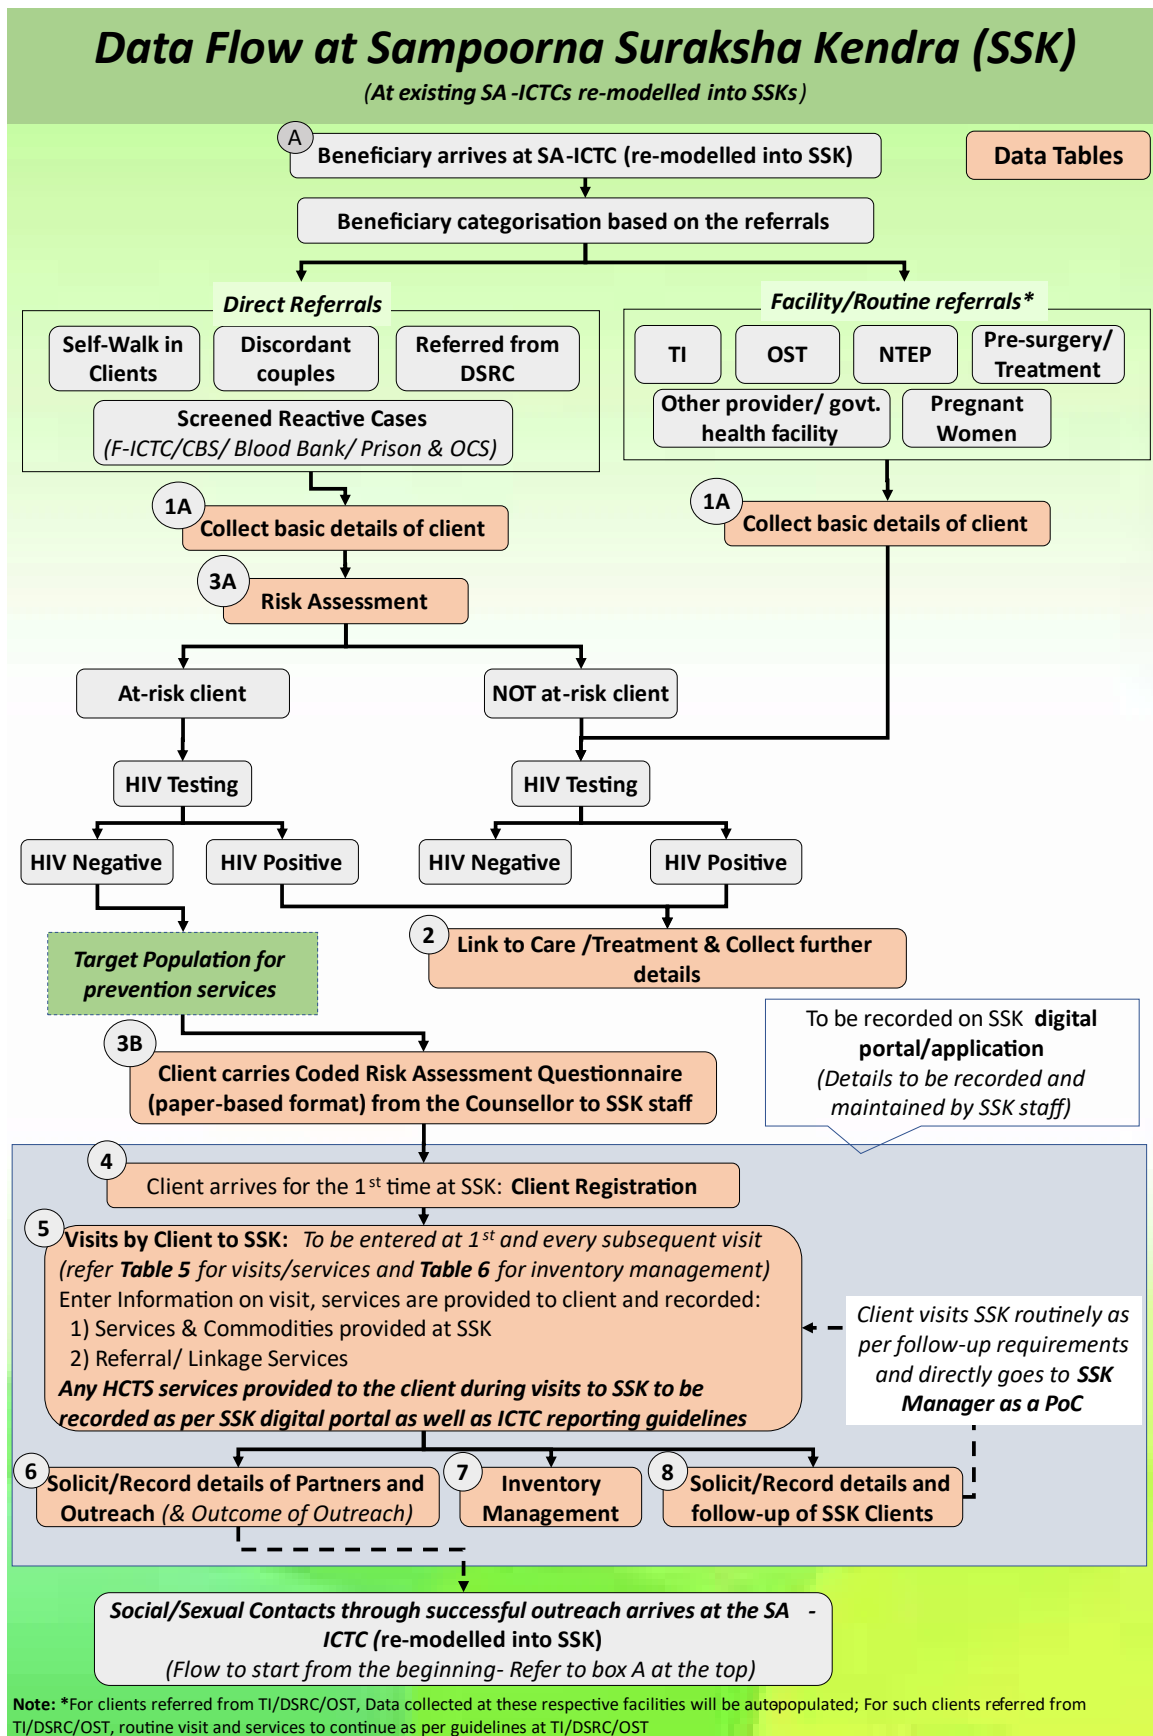 Data Flow at Sampoorna Suraksha Kendra (SSK)
(At existing SA -ICTCs re-modelled into SSKs)
A
Beneficiary arrives at SA-ICTC (re-modelled into SSK)
Data Tables
Beneficiary categorisation based on the referrals
Direct Referrals
Self-Walk in
Clients
Discordant
couples
Referred from
DSRC
Screened Reactive Cases
(F-ICTC/CBS/ Blood Bank/ Prison & OCS)
Facility/Routine referrals*
TI
OST
NTEP
Pre-surgery/
Treatment
Other provider/ govt.
health facility
Pregnant
Women
1A
Collect basic details of client
1A
Collect basic details of client
3A
Risk Assessment
At-risk client
NOT at-risk client
HIV Testing
HIV Testing
HIV Negative
HIV Positive
HIV Negative
HIV Positive
2
Link to Care /Treatment & Collect further
details
Target Population for
prevention services
To be recorded on SSK digital
portal/application
(Details to be recorded and
maintained by SSK staff)
3B
Client carries Coded Risk Assessment Questionnaire
(paper-based format) from the Counsellor to SSK staff
4
Client arrives for the 1st time at SSK: Client Registration
5
Visits by Client to SSK: To be entered at 1st and every subsequent visit
(refer Table 5 for visits/services and Table 6 for inventory management)
Enter Information on visit, services are provided to client and recorded:
1) Services & Commodities provided at SSK
2) Referral/ Linkage Services
Any HCTS services provided to the client during visits to SSK to be
recorded as per SSK digital portal as well as ICTC reporting guidelines
Client visits SSK routinely as
per follow-up requirements
and directly goes to SSK
Manager as a PoC
6
Solicit/Record details of Partners and
Outreach (& Outcome of Outreach)
7
Inventory
Management
8
Solicit/Record details and
follow-up of SSK Clients
Social/Sexual Contacts through successful outreach arrives at the SA -
ICTC (re-modelled into SSK)
(Flow to start from the beginning- Refer to box A at the top)
Note: *For clients referred from TI/DSRC/OST, Data collected at these respective facilities will be autopopulated; For such clients referred from
TI/DSRC/OST, routine visit and services to continue as per guidelines at TI/DSRC/OST